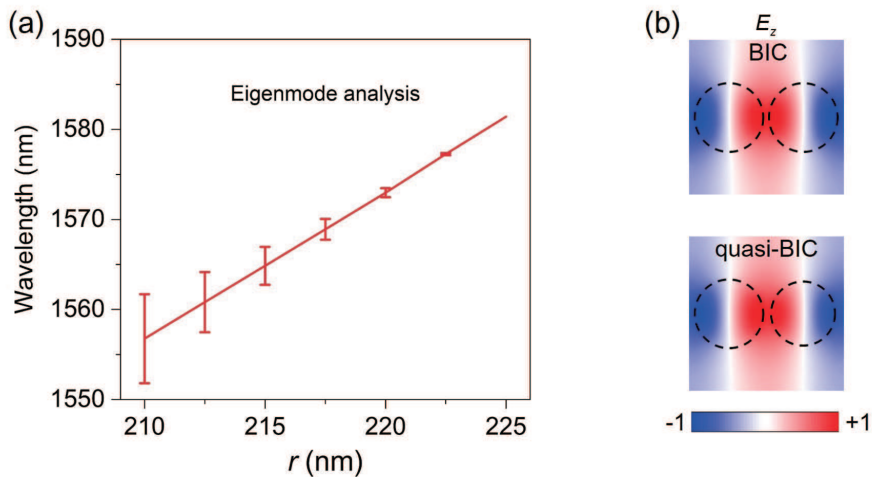 (a)
1590
1580
1570
1560
1550
Wavelength (nm)
Eigenmode analysis
210
215
220
225
r (nm)
(b)
Ez
BIC
quasi-BIC
-1
+1